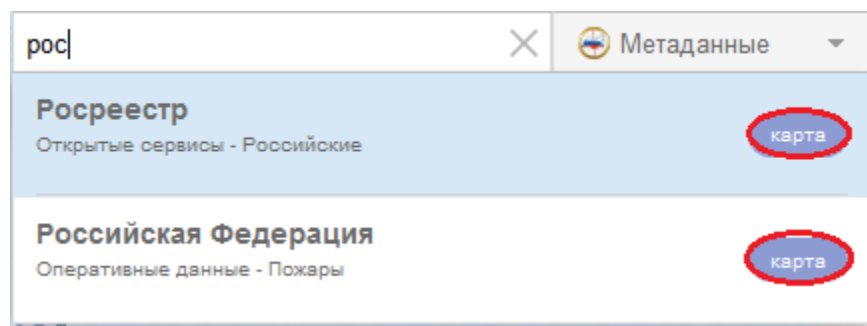 рос Метаданные
Росреестр
Открытые сервисы - Российские
карта
Российская Федерация
Оперативные данные - Пожары
карта